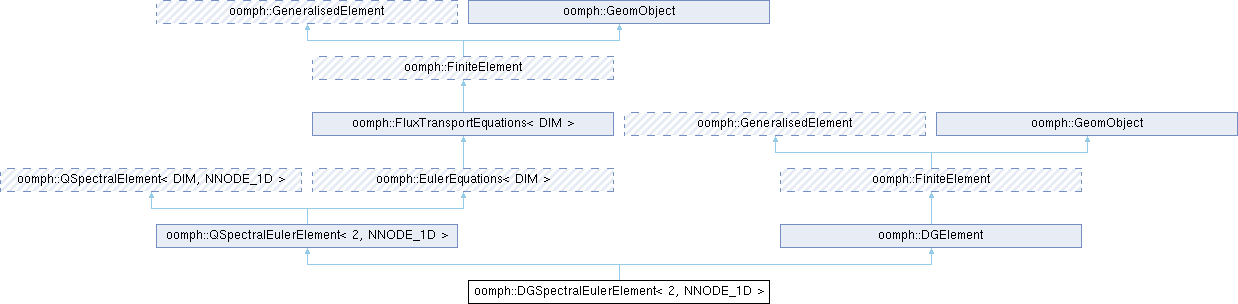 oomph::GeneralisedElement
oomph::GeomObject
oomph::FiniteElement
oomph::FluxTransportEquations< DIM >
oomph::GeneralisedElement
oomph::GeomObject
oomph::QSpectralElement< DIM, NNODE_1D >
oomph::EulerEquations< DIM >
oomph::FiniteElement
oomph::QSpectralEulerElement< 2, NNODE_1D >
oomph::DGElement
oomph::DGSpectralEulerElement< 2, NNODE_1D >